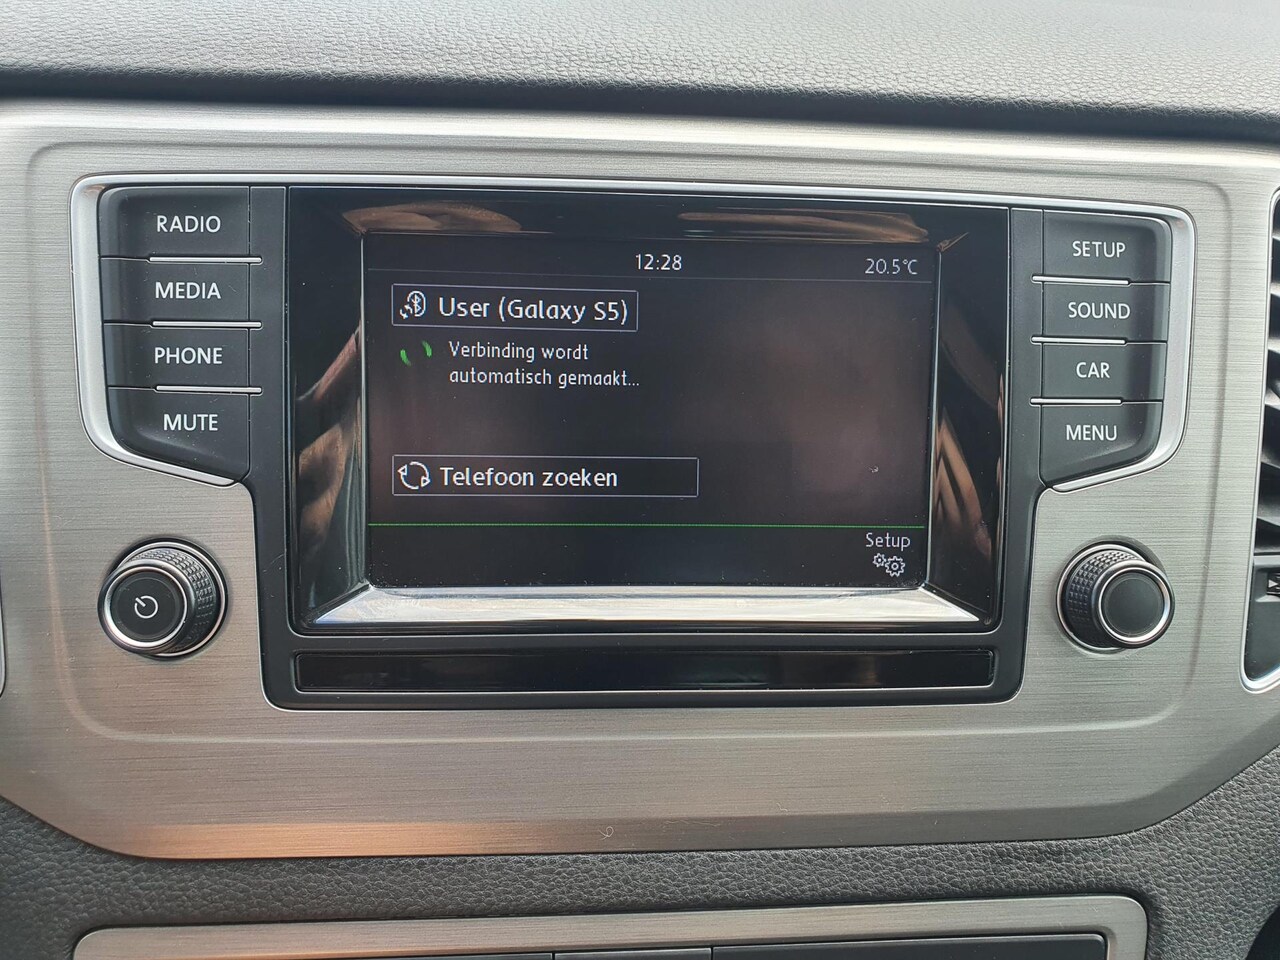 RADIO
MEDIA
PHONE
MUTE
12:28
20.5°C
User (Galaxy S5)
Verbinding wordt
automatisch gemaakt...
Telefoon zoeken
Setup
SETUP
SOUND
CAR
MENU